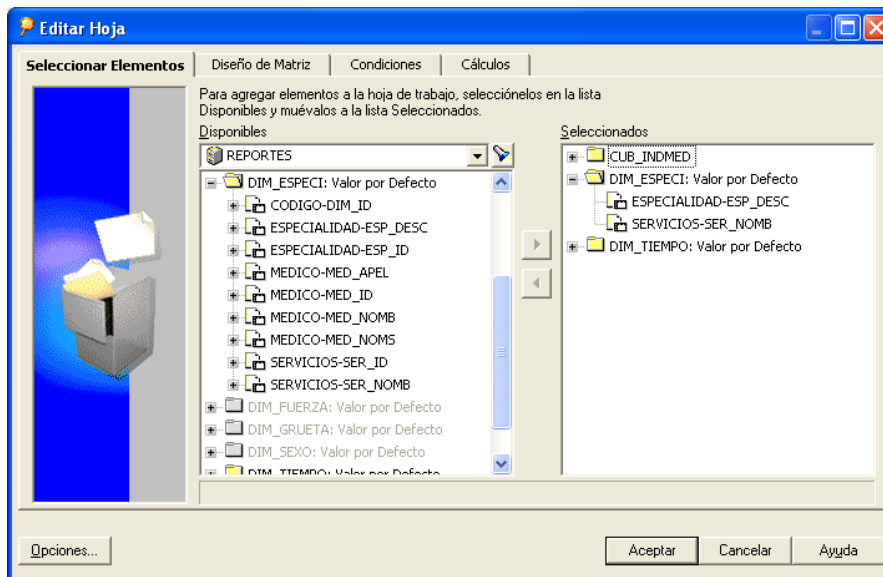 Editar Hoja
Seleccionar Elementos
Diseño de Matriz
Condiciones
Cálculos
Para agregar elementos a la hoja de trabajo, selecciónelos en la lista
Disponibles y muévalos a la lista Seleccionados.
Disponibles
REPORTES
DIM_ESPECI: Valor por Defecto
CODIGO-DIM_ID
ESPECIALIDAD-ESP_DESC
ESPECIALIDAD-ESP_ID
MEDICO-MED_APEL
MEDICO-MED_ID
MEDICO-MED_NOMB
MEDICO-MED_NOMS
SERVICIOS-SER_ID
SERVICIOS-SER_NOMB
DIM_FUERZA: Valor por Defecto
DIM_GRUETA: Valor por Defecto
DIM_SEXO: Valor por Defecto
DIM_TIEMPO: Valor por Defecto
Seleccionados
CUB_INDMED
DIM_ESPECI: Valor por Defecto
ESPECIALIDAD-ESP_DESC
SERVICIOS-SER_NOMB
DIM_TIEMPO: Valor por Defecto
Opciones...
Aceptar
Cancelar
Ayuda